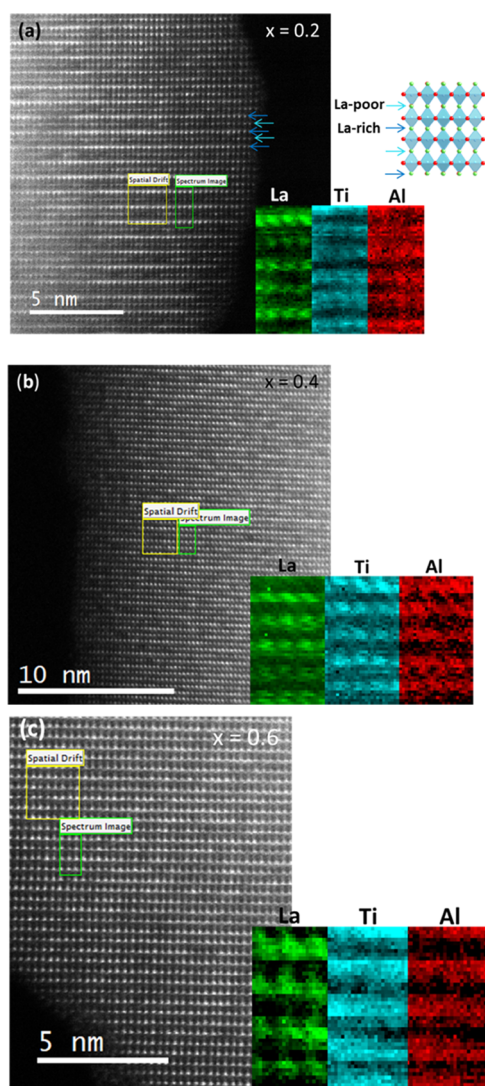 (a)
x = 0.2
La-poor
La-rich
Spatial Drift
Spectrum Image
La
Ti
Al
5 nm
(b)
x = 0.4
Spatial Drift
Spectrum Image
La
Ti
Al
10 nm
(c)
x = 0.6
Spatial Drift
Spectrum Image
La
Ti
Al
5 nm